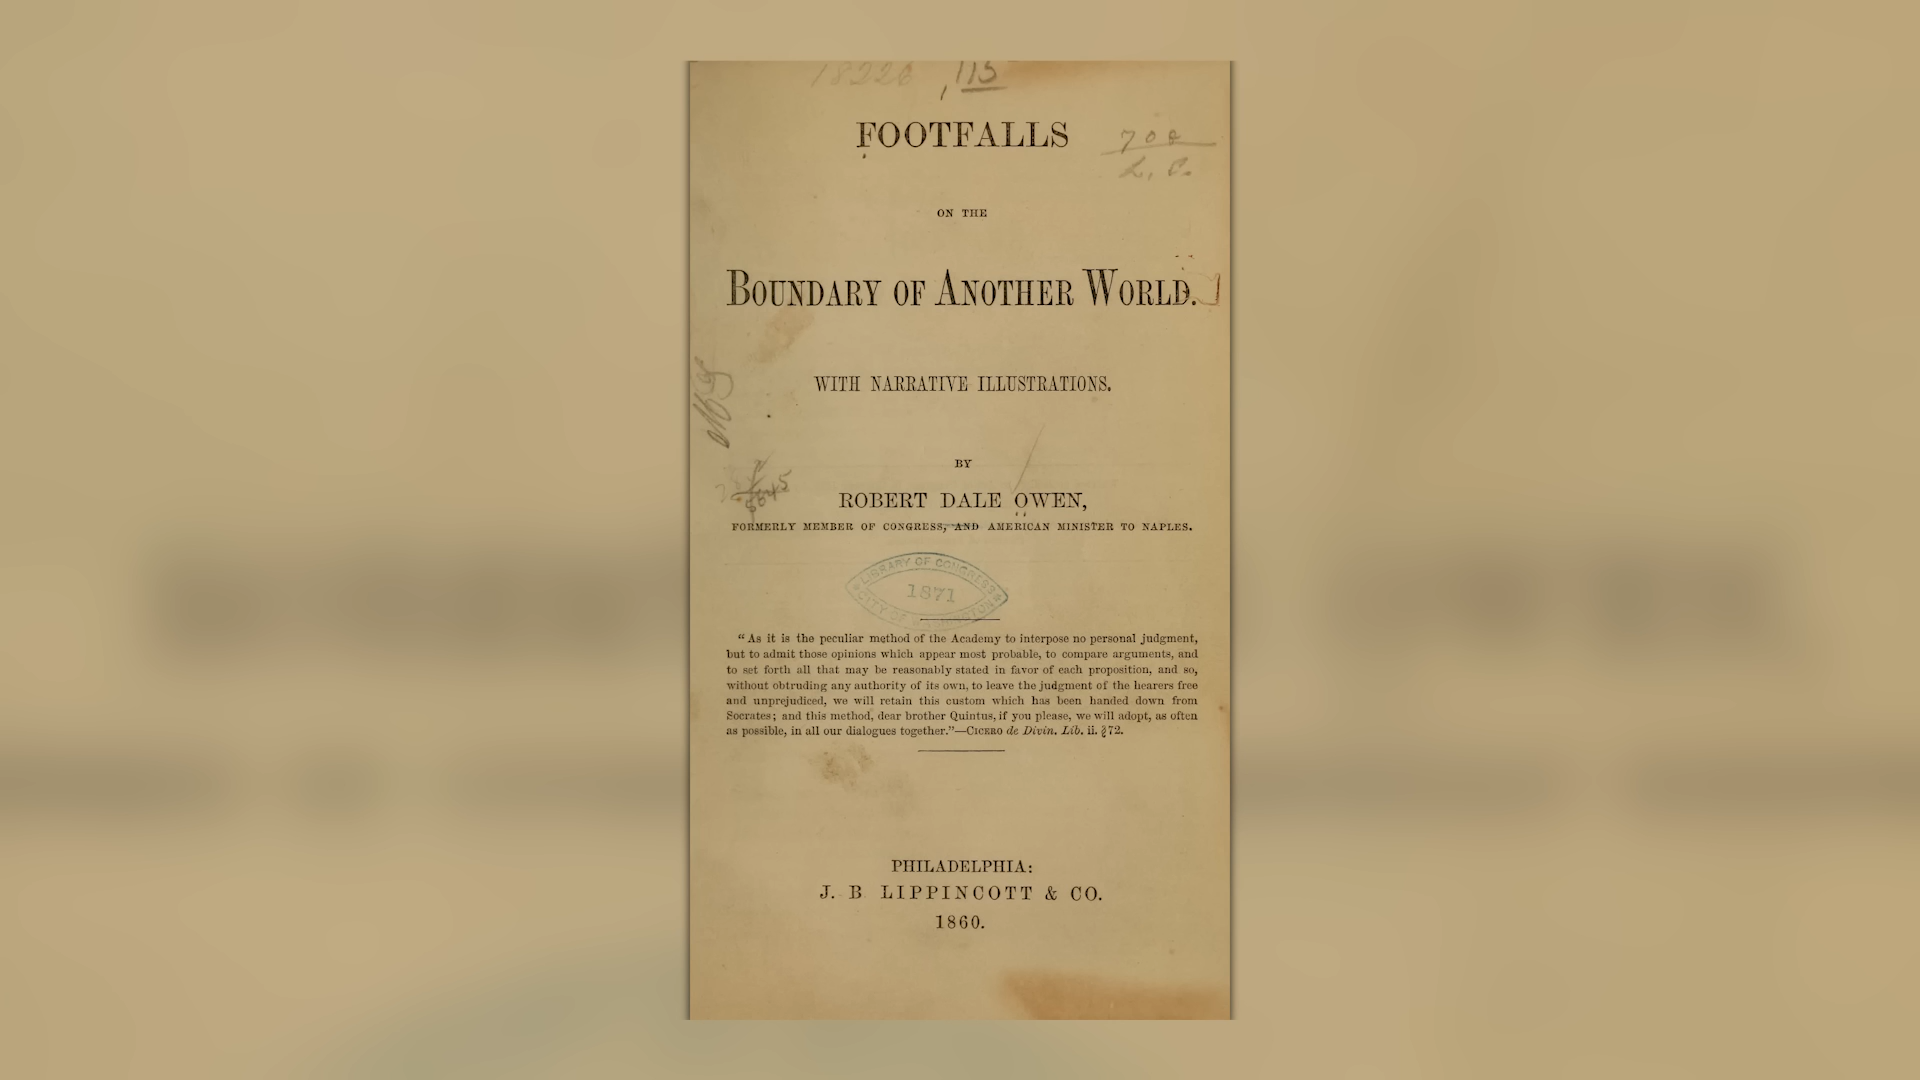 115
FOOTFALLS
708
L. C.
ON THE
BOUNDARY OF ANOTHER WORLD.
WITH NARRATIVE ILLUSTRATIONS.
BY
ROBERT DALE OWEN,
FORMERLY MEMBER OF CONGRESS, AND AMERICAN MINISTER TO NAPLES.
LIBRARY OF CONGRESS
1871
CITY OF WASHINGTON
“As it is the peculiar method of the Academy to interpose no personal judgment,
but to admit those opinions which appear most probable, to compare arguments, and
to set forth all that may be reasonably stated in favor of each proposition, and so,
without obtruding any authority of its own, to leave the judgment of the hearers free
and unprejudiced, we will retain this custom which has been handed down from
Socrates; and this method, dear brother Quintus, if you please, we will adopt, as often
as possible, in all our dialogues together.”—CICERO de Divin. Lib. ii. §72.
PHILADELPHIA:
J. B. LIPPINCOTT & CO.
1860.